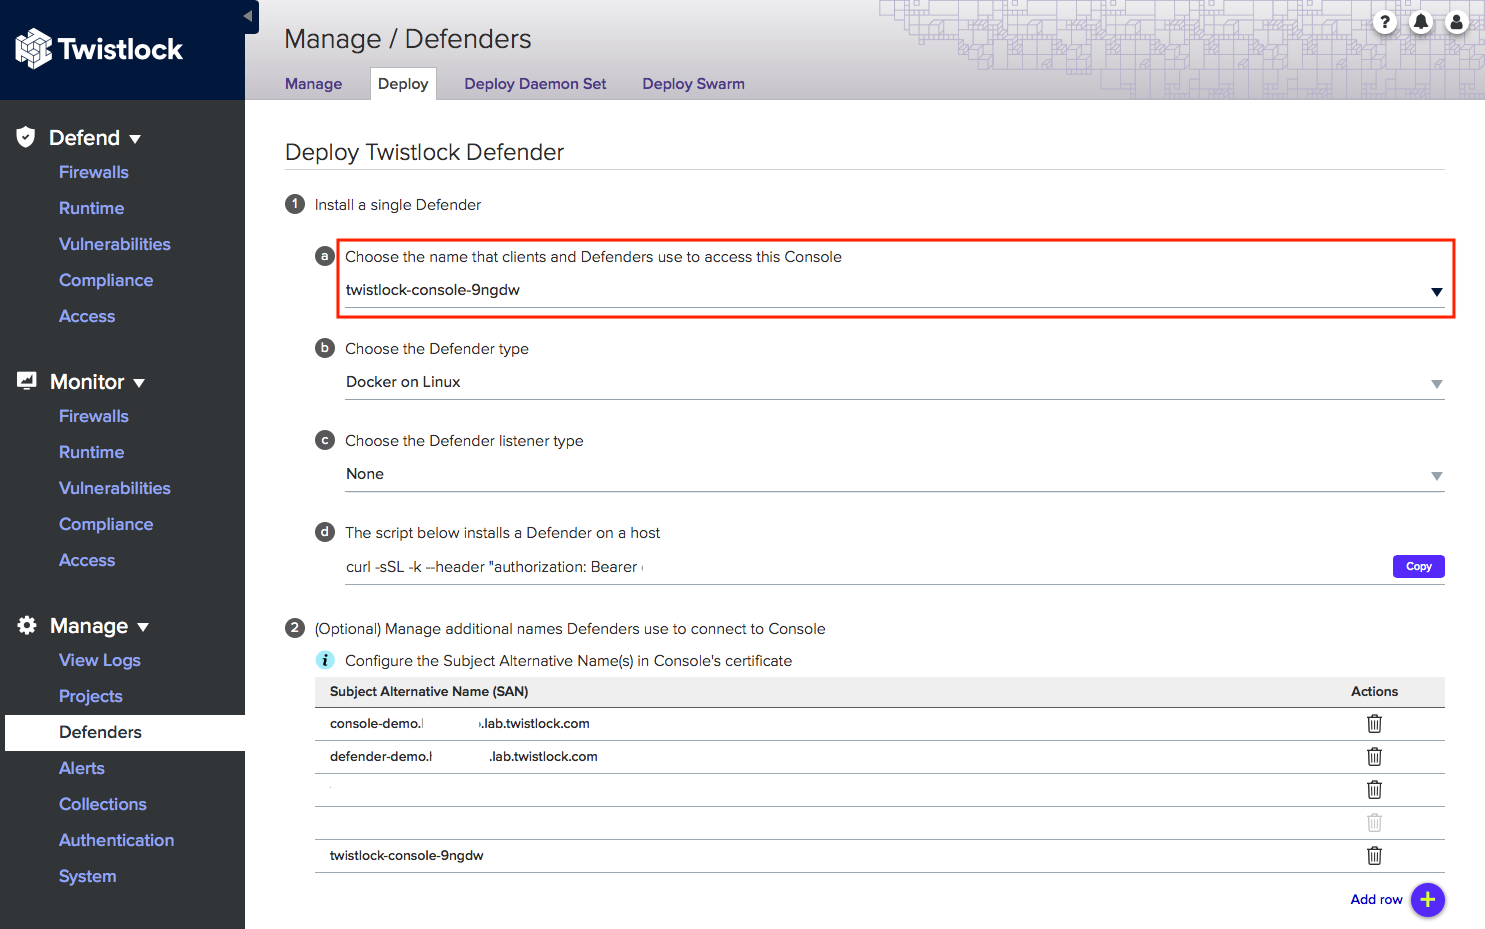 Twistlock
Manage / Defenders
?
Manage
Deploy
Deploy Daemon Set
Deploy Swarm
Defend
Firewalls
Runtime
Vulnerabilities
Compliance
Access
Monitor
Firewalls
Runtime
Vulnerabilities
Compliance
Access
Manage
View Logs
Projects
Defenders
Alerts
Collections
Authentication
System
Deploy Twistlock Defender
1 Install a single Defender
a Choose the name that clients and Defenders use to access this Console
twistlock-console-9ngdw
b Choose the Defender type
Docker on Linux
c Choose the Defender listener type
None
d The script below installs a Defender on a host
curl -sSL -k --header "authorization: Bearer
Copy
2 (Optional) Manage additional names Defenders use to connect to Console
i Configure the Subject Alternative Name(s) in Console's certificate
Subject Alternative Name (SAN) Actions
console-demo. .lab.twistlock.com
defender-demo. .lab.twistlock.com
twistlock-console-9ngdw
Add row +